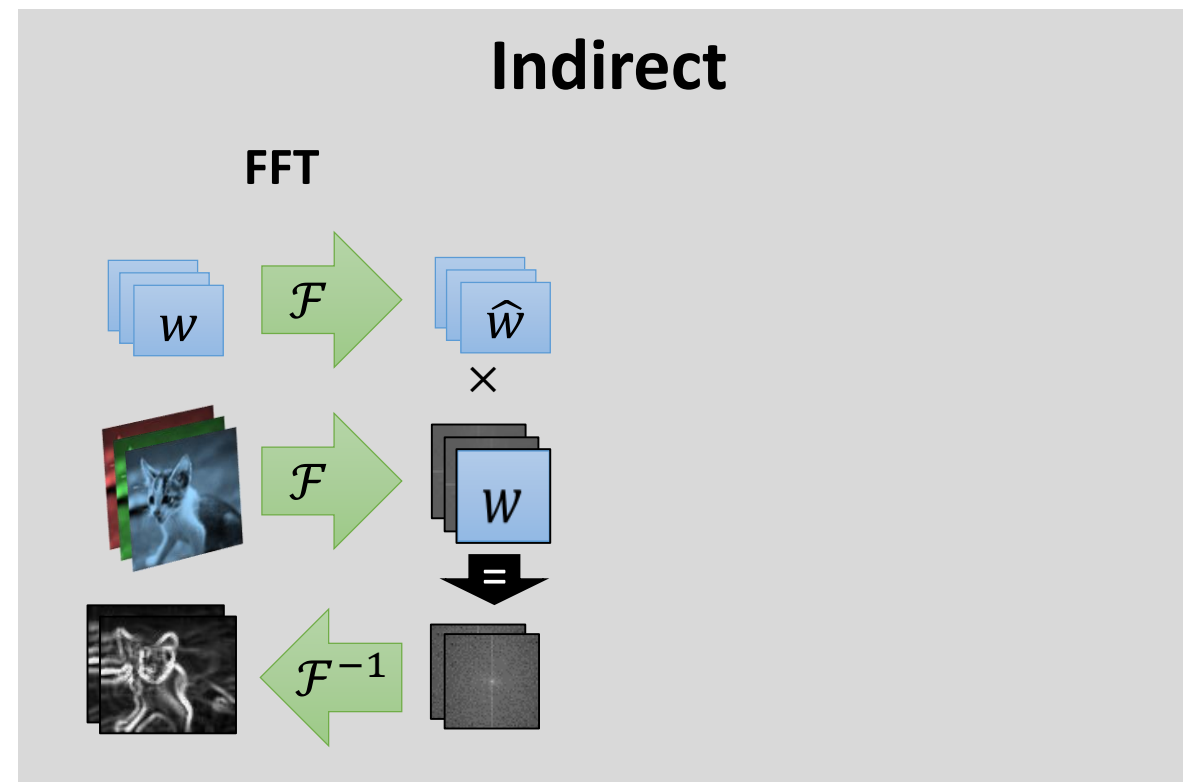 Indirect
FFT
w
ℱ
ŵ
×
ℱ
w
=
ℱ⁻¹